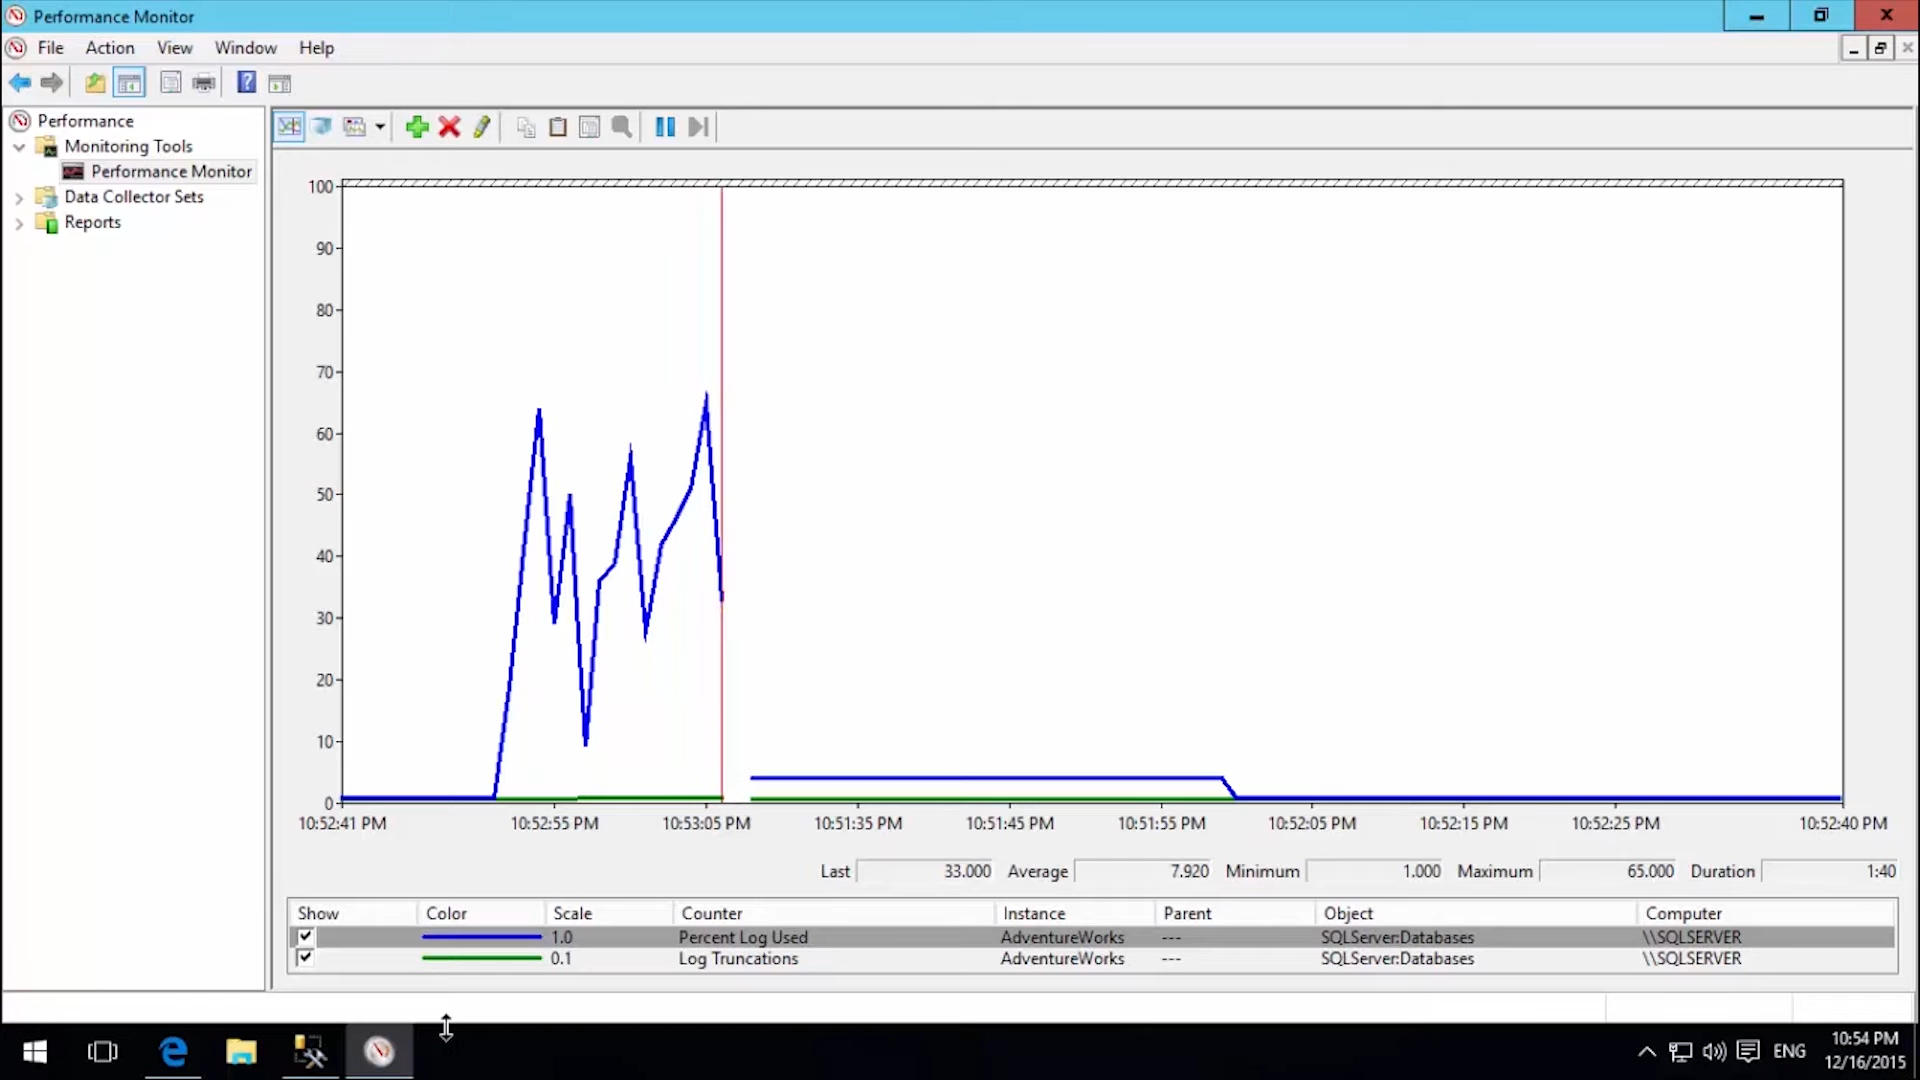 Performance Monitor
File Action View Window Help
Performance
Monitoring Tools
Performance Monitor
Data Collector Sets
Reports
100
90
80
70
60
50
40
30
20
10
0
10:52:41 PM 10:52:55 PM 10:53:05 PM 10:51:35 PM 10:51:45 PM 10:51:55 PM 10:52:05 PM 10:52:15 PM 10:52:25 PM 10:52:40 PM
Last 33.000 Average 7.920 Minimum 1.000 Maximum 65.000 Duration 1:40
Show Color Scale Counter Instance Parent Object Computer
1.0 Percent Log Used AdventureWorks --- SQLServer:Databases \\SQLSERVER
0.1 Log Truncations AdventureWorks --- SQLServer:Databases \\SQLSERVER
ENG
10:54 PM
12/16/2015